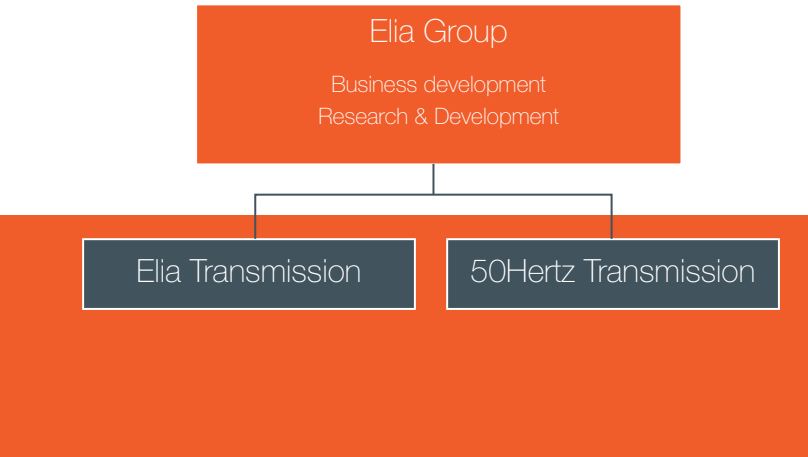 Elia Group
Business development
Research & Development
Elia Transmission
50Hertz Transmission